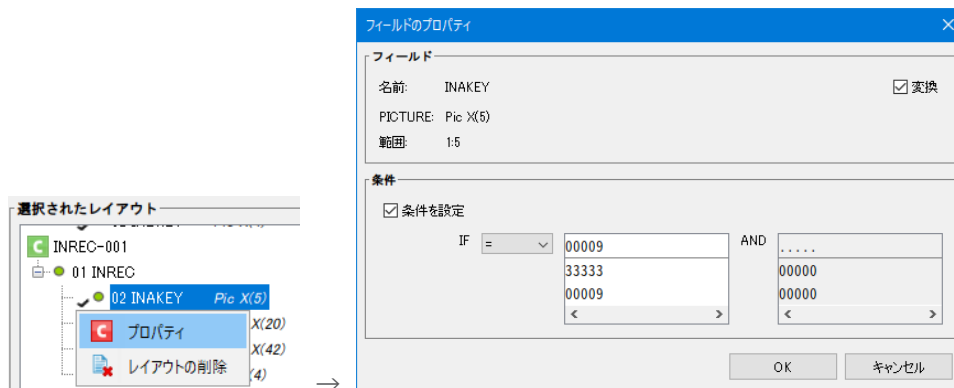 選択されたレイアウト
INREC-001
01 INREC
02 INAKEY Pic X(5)
プロパティ
X(20)
レイアウトの削除
X(42)
(4)
→
フィールドのプロパティ
フィールド
名前: INAKEY
変換
PICTURE: Pic X(5)
範囲: 1:5
条件
条件を設定
IF = 00009 AND .....
33333 00000
00009 00000
OK キャンセル